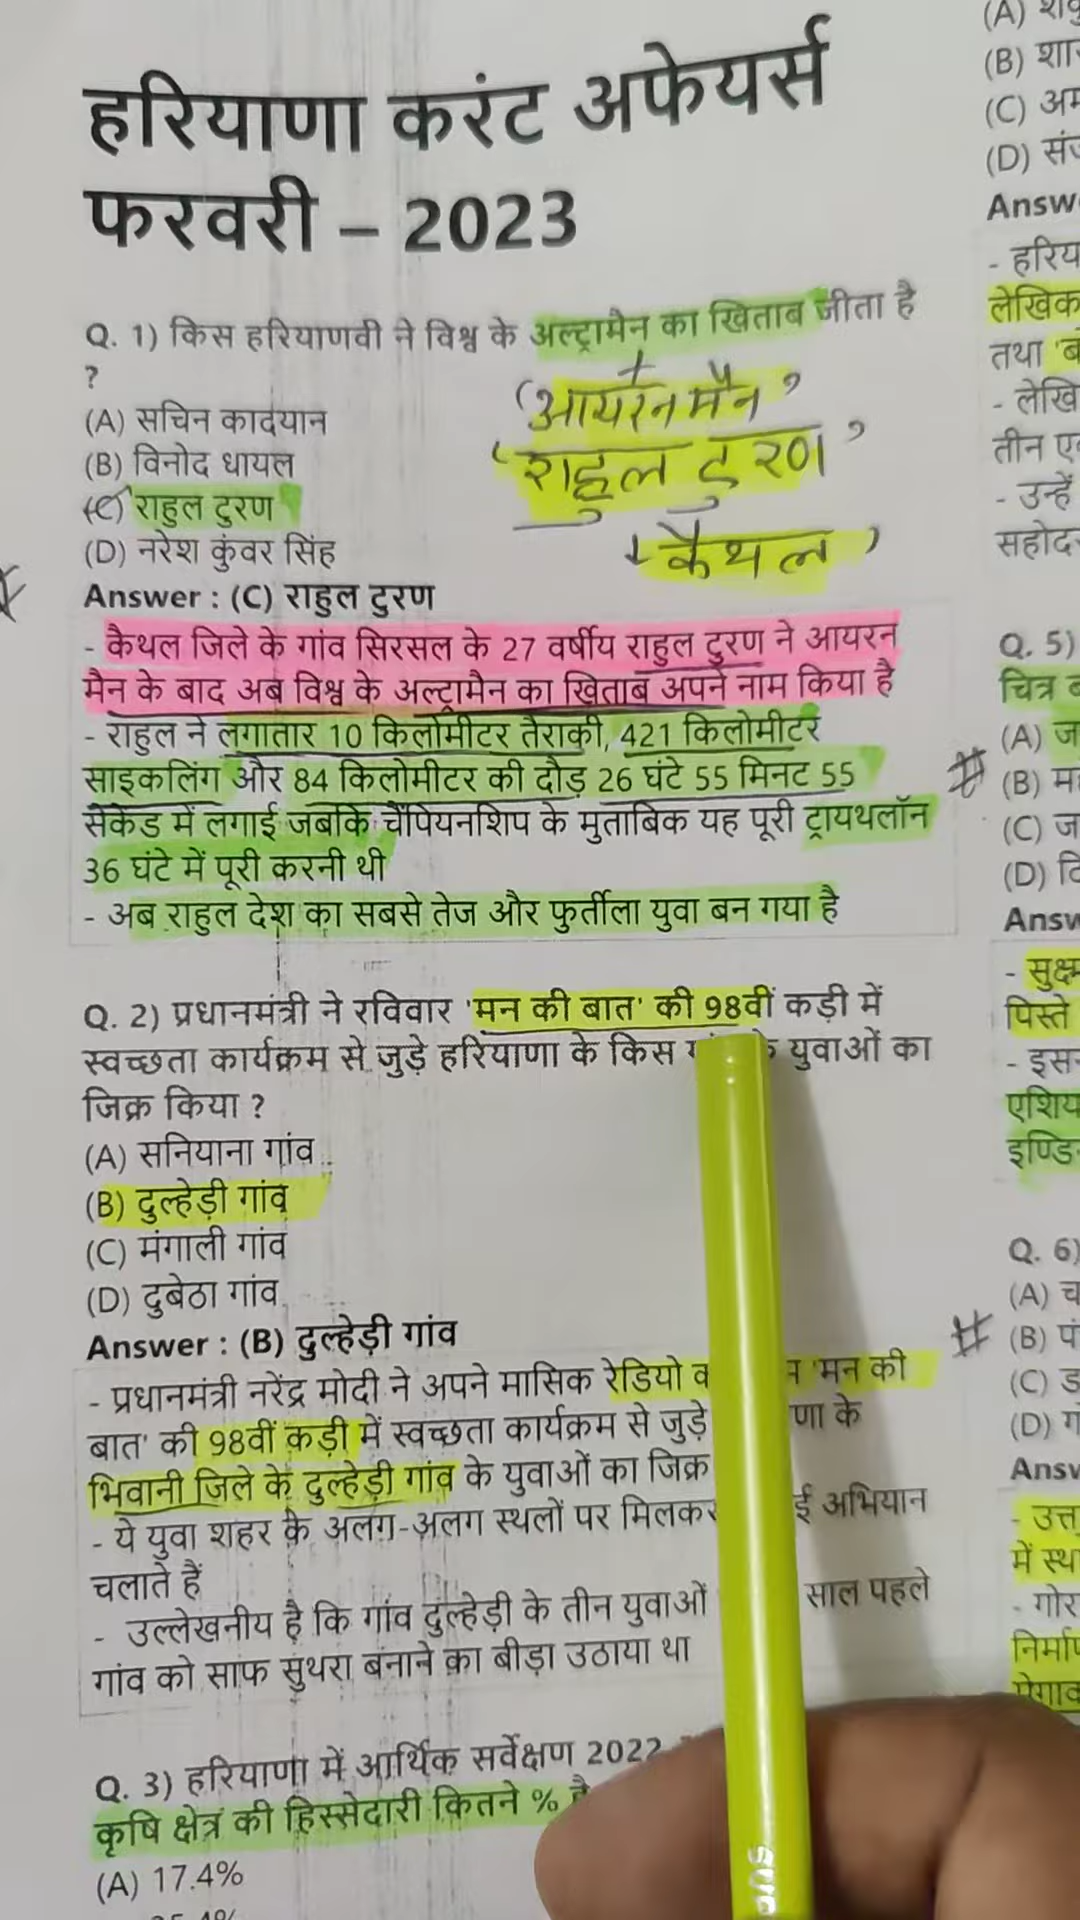 हरियाणा करंट अफेयर्स
फरवरी – 2023
Q. 1) किस हरियाणवी ने विश्व के अल्ट्रामैन का खिताब जीता है
?
(A) सचिन कादयान
(B) विनोद धायल
(C) राहुल टुरण
(D) नरेश कुंवर सिंह
'आयरन मैन'
'राहुल टुरण'
कैथल
Answer : (C) राहुल टुरण
- कैथल जिले के गांव सिरसल के 27 वर्षीय राहुल टुरण ने आयरन
मैन के बाद अब विश्व के अल्ट्रामैन का खिताब अपने नाम किया है
- राहुल ने लगातार 10 किलोमीटर तैराकी, 421 किलोमीटर
साइकलिंग और 84 किलोमीटर की दौड़ 26 घंटे 55 मिनट 55
सेकेंड में लगाई जबकि चैंपियनशिप के मुताबिक यह पूरी ट्रायथलॉन
36 घंटे में पूरी करनी थी
- अब राहुल देश का सबसे तेज और फुर्तीला युवा बन गया है
Q. 2) प्रधानमंत्री ने रविवार 'मन की बात' की 98वीं कड़ी में
स्वच्छता कार्यक्रम से जुड़े हरियाणा के किस के युवाओं का
जिक्र किया ?
(A) सनियाना गांव
(B) दुल्हेड़ी गांव
(C) मंगाली गांव
(D) दुबेठा गांव
Answer : (B) दुल्हेड़ी गांव
- प्रधानमंत्री नरेंद्र मोदी ने अपने मासिक रेडियो 'मन की
बात' की 98वीं कड़ी में स्वच्छता कार्यक्रम से जुड़े के
भिवानी जिले के दुल्हेड़ी गांव के युवाओं का जिक्र
- ये युवा शहर के अलग-अलग स्थलों पर मिलकर अभियान
चलाते हैं
- उल्लेखनीय है कि गांव दुल्हेड़ी के तीन युवाओं साल पहले
गांव को साफ सुथरा बनाने का बीड़ा उठाया था
Q. 3) हरियाणा में आर्थिक सर्वेक्षण 2022
कृषि क्षेत्र की हिस्सेदारी कितने %
(A) 17.4%
(A)
(B)
(C)
(D)
- लेखि
तीन
- उन्हें
Q. 5)
चित्र
(A)
(B)
(C)
(D)
पिस्ते
Q. 6)
(A)
(B)
(C)
(D)